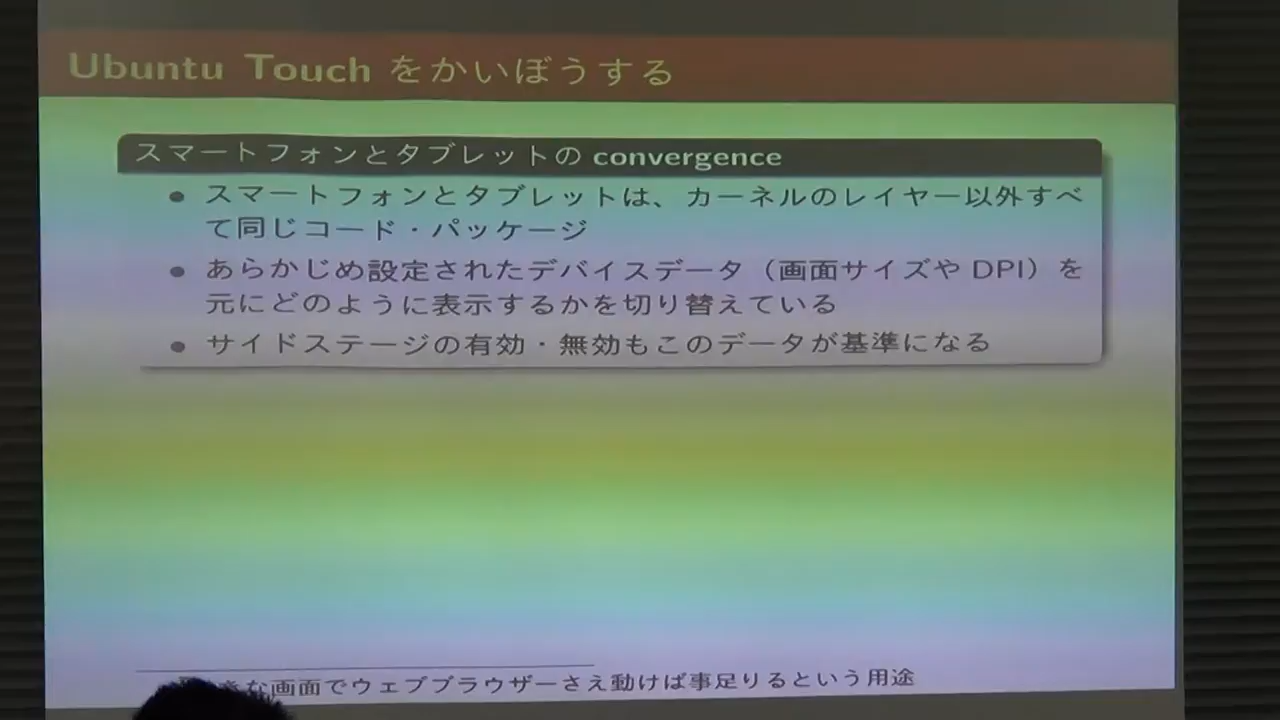 Ubuntu Touch をかいぼうする
スマートフォンとタブレットの convergence
● スマートフォンとタブレットは、カーネルのレイヤー以外すべ
て同じコード・パッケージ
● あらかじめ設定されたデバイスデータ（画面サイズや DPI）を
元にどのように表示するかを切り替えている
● サイドステージの有効・無効もこのデータが基準になる
きな画面でウェブブラウザーさえ動けば事足りるという用途